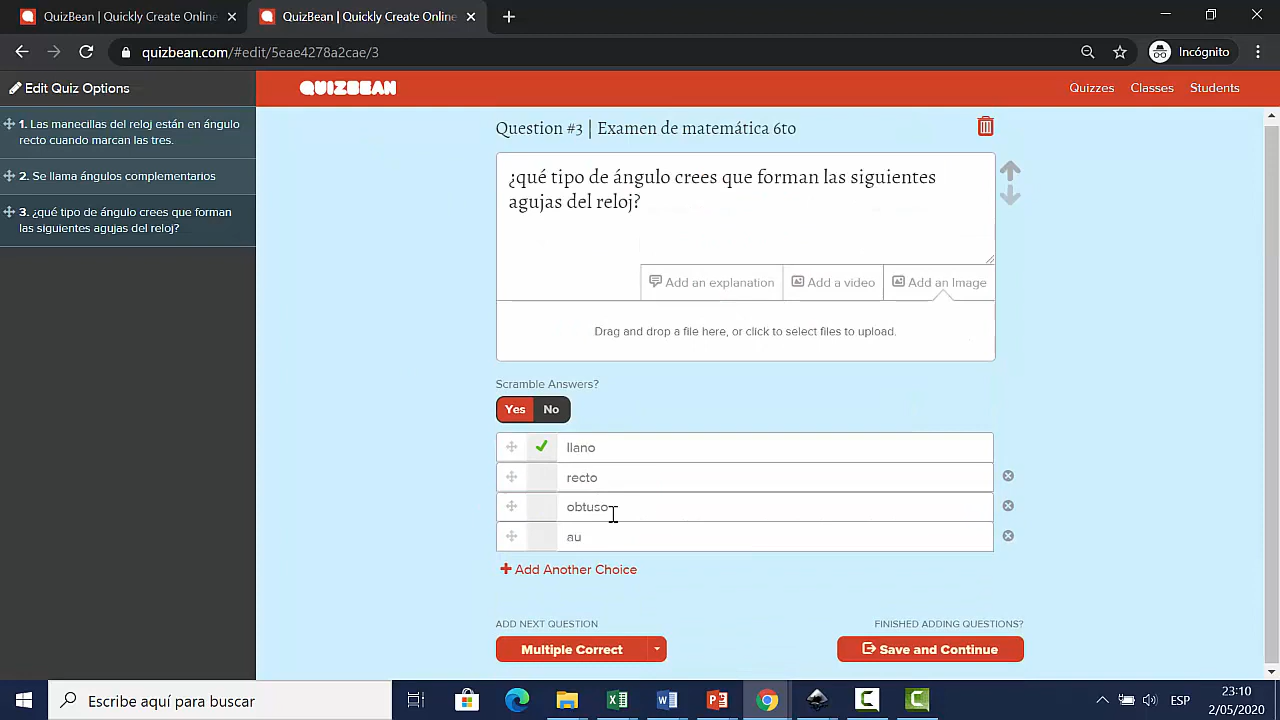 QuizBean | Quickly Create Online
QuizBean | Quickly Create Online
quizbean.com/#edit/5eae4278a2cae/3
Incógnito
Edit Quiz Options
QUIZBEAN
Quizzes
Classes
Students
1. Las manecillas del reloj están en ángulo
recto cuando marcan las tres.
2. Se llama ángulos complementarios
3. ¿qué tipo de ángulo crees que forman
las siguientes agujas del reloj?
Question #3 | Examen de matemática 6to
¿qué tipo de ángulo crees que forman las siguientes
agujas del reloj?
Add an explanation
Add a video
Add an Image
Drag and drop a file here, or click to select files to upload.
Scramble Answers?
Yes
No
llano
recto
obtuso
au
Add Another Choice
ADD NEXT QUESTION
FINISHED ADDING QUESTIONS?
Multiple Correct
Save and Continue
Escribe aquí para buscar
ESP
23:10
2/05/2020